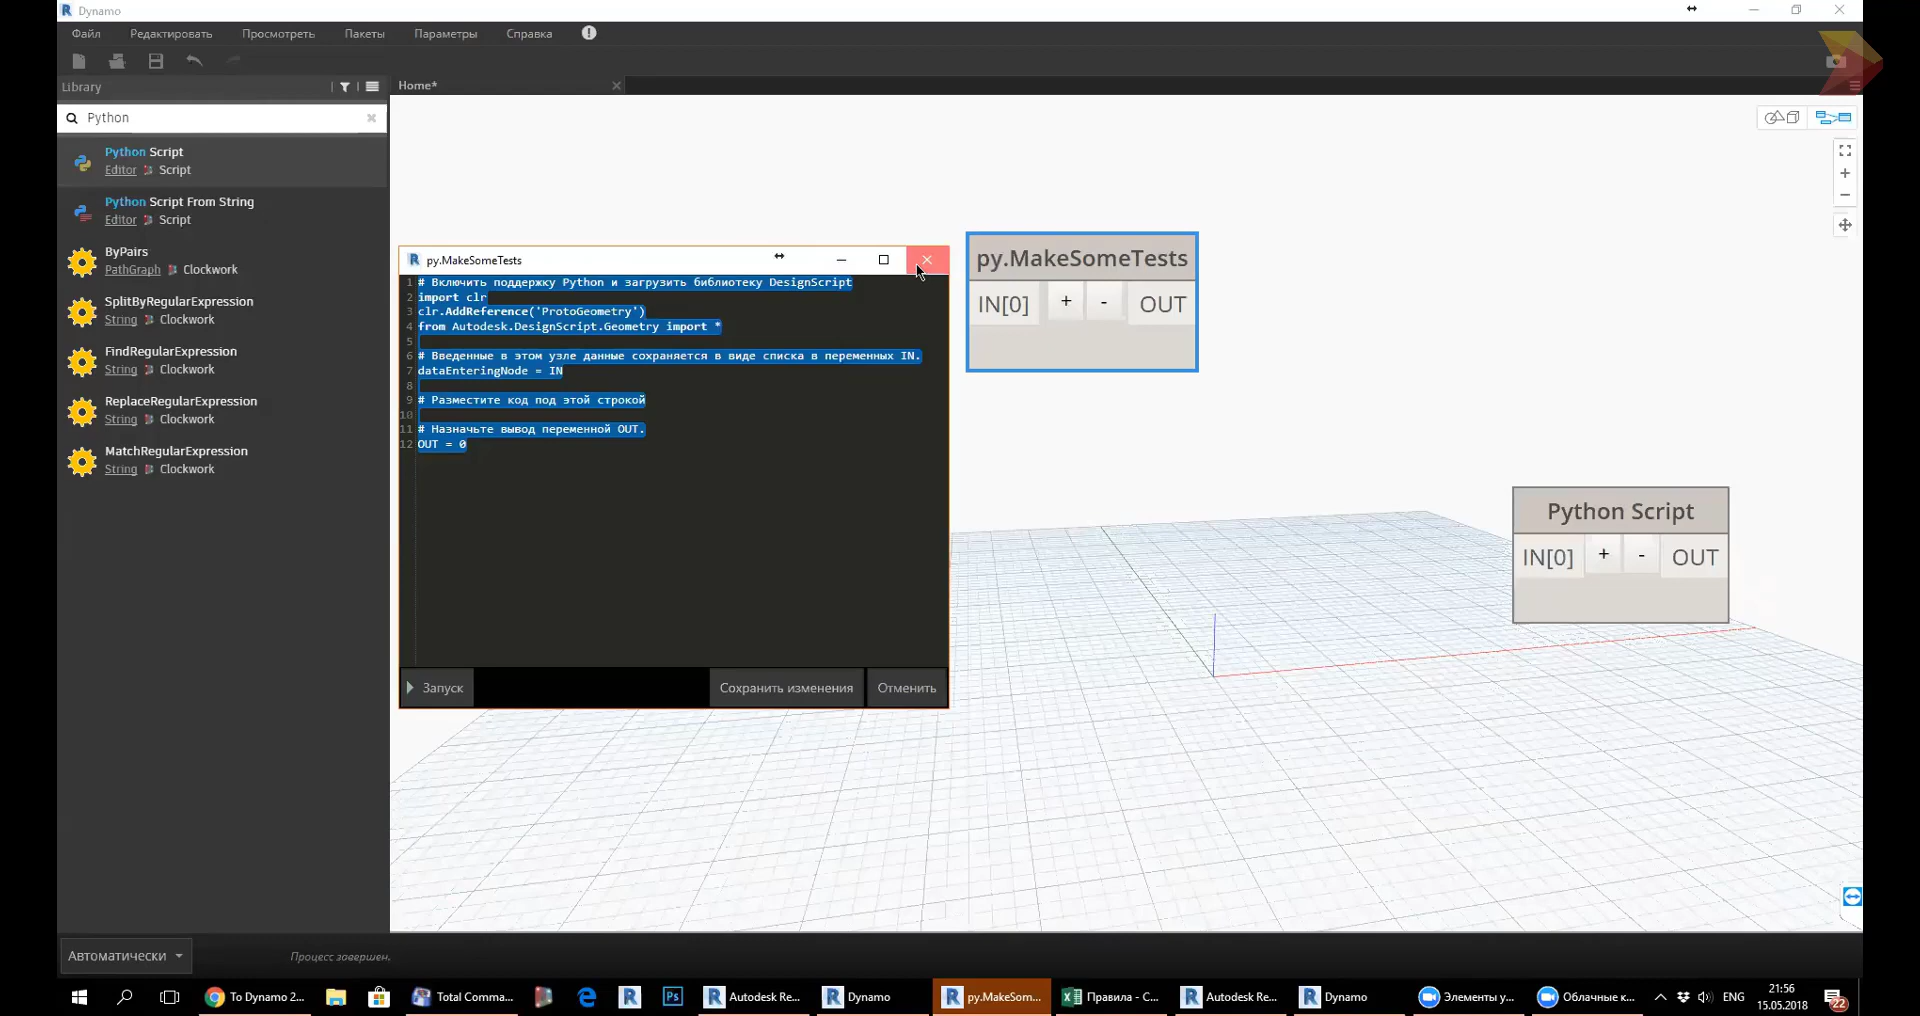 Dynamo
Файл Редактировать Просмотреть Пакеты Параметры Справка
Library
Home*
Python
Python Script
Editor Script
Python Script From String
Editor Script
ByPairs
PathGraph Clockwork
SplitByRegularExpression
String Clockwork
FindRegularExpression
String Clockwork
ReplaceRegularExpression
String Clockwork
MatchRegularExpression
String Clockwork
py.MakeSomeTests
1 # Включить поддержку Python и загрузить библиотеку DesignScript
2 import clr
3 clr.AddReference('ProtoGeometry')
4 from Autodesk.DesignScript.Geometry import *
5
6 # Введенные в этом узле данные сохраняется в виде списка в переменных IN.
7 dataEnteringNode = IN
8
9 # Разместите код под этой строкой
10
11 # Назначьте вывод переменной OUT.
12 OUT = 0
Запуск Сохранить изменения Отменить
py.MakeSomeTests
IN[0] + - OUT
Python Script
IN[0] + - OUT
Автоматически
Процесс завершен.
To Dynamo 2...
Total Comma...
Ps
Autodesk Re...
Dynamo
py.MakeSom...
Правила - C...
Autodesk Re...
Dynamo
Элементы у...
Облачные к...
ENG
21:56
15.05.2018
22